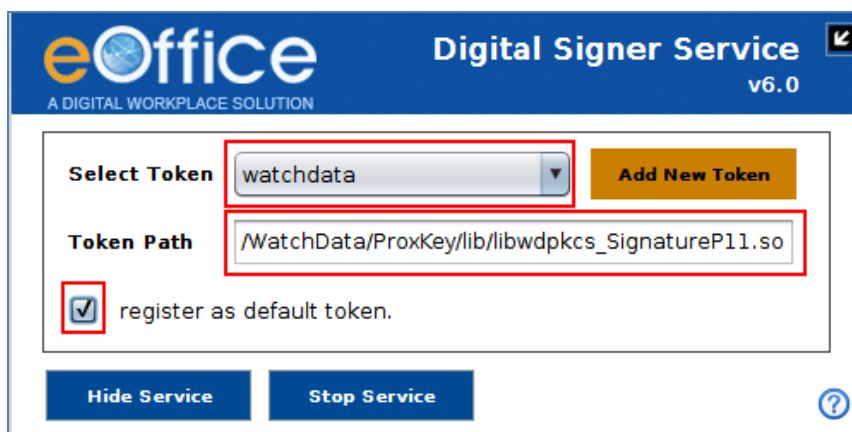 eOffice
A DIGITAL WORKPLACE SOLUTION
Digital Signer Service
v6.0
Select Token
watchdata
Add New Token
Token Path
/WatchData/ProxKey/lib/libwdpkcs_SignatureP11.so
register as default token.
Hide Service
Stop Service
?